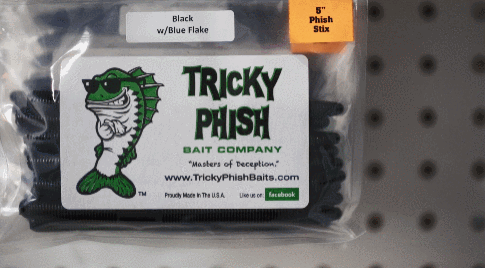 Black
w/Blue Flake
5"
Phish
Stix
TRICKY
PHISH
BAIT COMPANY
"Masters of Deception."
www.TrickyPhishBaits.com
TM
Proudly Made in The U.S.A. Like us on: facebook